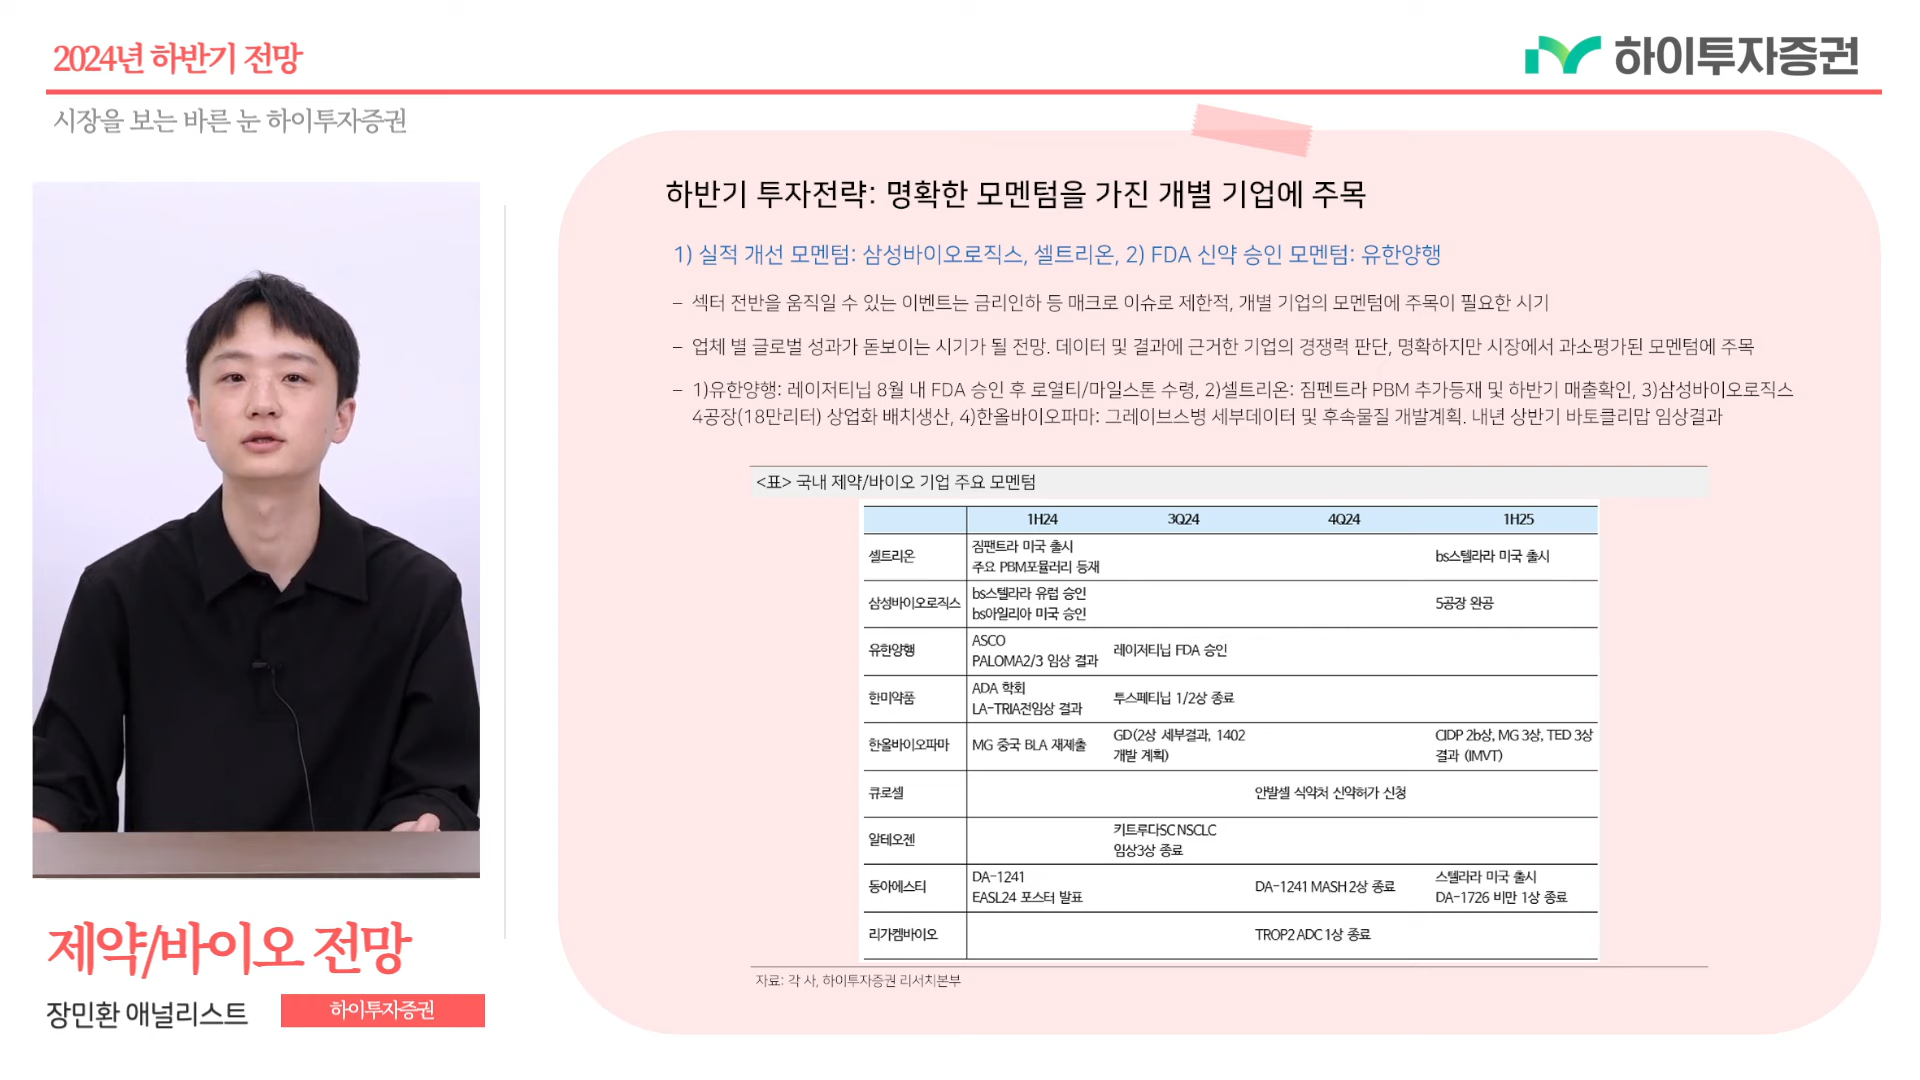 2024년 하반기 전망
하이투자증권
시장을 보는 바른 눈 하이투자증권
하반기 투자전략: 명확한 모멘텀을 가진 개별 기업에 주목
1) 실적 개선 모멘텀: 삼성바이오로직스, 셀트리온, 2) FDA 신약 승인 모멘텀: 유한양행
– 섹터 전반을 움직일 수 있는 이벤트는 금리인하 등 매크로 이슈로 제한적, 개별 기업의 모멘텀에 주목이 필요한 시기
– 업체 별 글로벌 성과가 돋보이는 시기가 될 전망. 데이터 및 결과에 근거한 기업의 경쟁력 판단, 명확하지만 시장에서 과소평가된 모멘텀에 주목
– 1)유한양행: 레이저티닙 8월 내 FDA 승인 후 로열티/마일스톤 수령, 2)셀트리온: 짐펜트라 PBM 추가등재 및 하반기 매출확인, 3)삼성바이오로직스
4공장(18만리터) 상업화 배치생산, 4)한올바이오파마: 그레이브스병 세부데이터 및 후속물질 개발계획. 내년 상반기 바토클리맙 임상결과
<표> 국내 제약/바이오 기업 주요 모멘텀
1H24 3Q24 4Q24 1H25
셀트리온 짐팬트라 미국 출시
주요 PBM포뮬러리 등재 bs스텔라라 미국 출시
삼성바이오로직스 bs스텔라라 유럽 승인
bs아일리아 미국 승인 5공장 완공
유한양행 ASCO
PALOMA2/3 임상 결과 레이저티닙 FDA 승인
한미약품 ADA 학회
LA-TRIA전임상 결과 투스페티닙 1/2상 종료
한올바이오파마 MG 중국 BLA 재제출 GD(2상 세부결과, 1402
개발 계획) CIDP 2b상, MG 3상, TED 3상
결과 (IMVT)
큐로셀 안발셀 식약처 신약허가 신청
알테오젠 키트루다SC NSCLC
임상3상 종료
동아에스티 DA-1241
EASL24 포스터 발표 DA-1241 MASH 2상 종료 스텔라라 미국 출시
DA-1726 비만 1상 종료
리가켐바이오 TROP2 ADC 1상 종료
자료: 각 사, 하이투자증권 리서치본부
제약/바이오 전망
장민환 애널리스트 하이투자증권